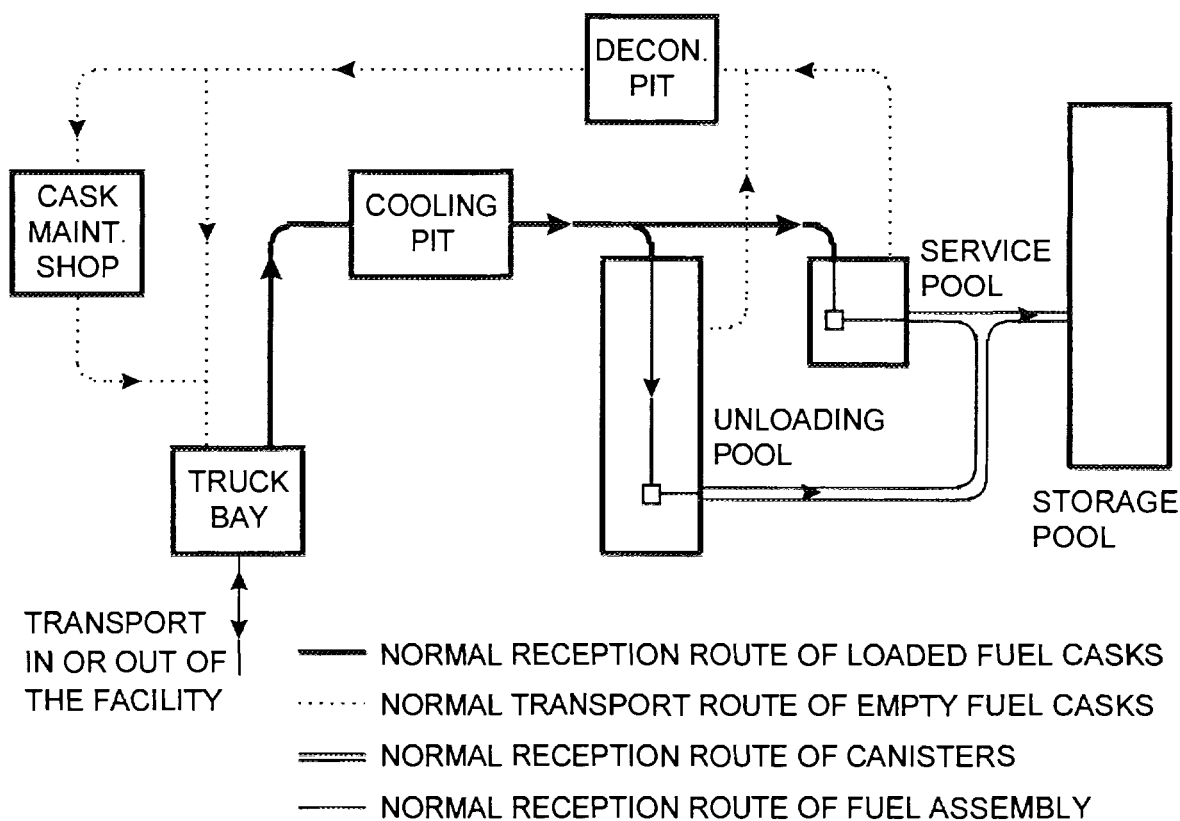 DECON.
PIT
CASK
MAINT.
SHOP
COOLING
PIT
SERVICE
POOL
UNLOADING
POOL
TRUCK
BAY
STORAGE
POOL
TRANSPORT
IN OR OUT OF
THE FACILITY
NORMAL RECEPTION ROUTE OF LOADED FUEL CASKS
NORMAL TRANSPORT ROUTE OF EMPTY FUEL CASKS
NORMAL RECEPTION ROUTE OF CANISTERS
NORMAL RECEPTION ROUTE OF FUEL ASSEMBLY